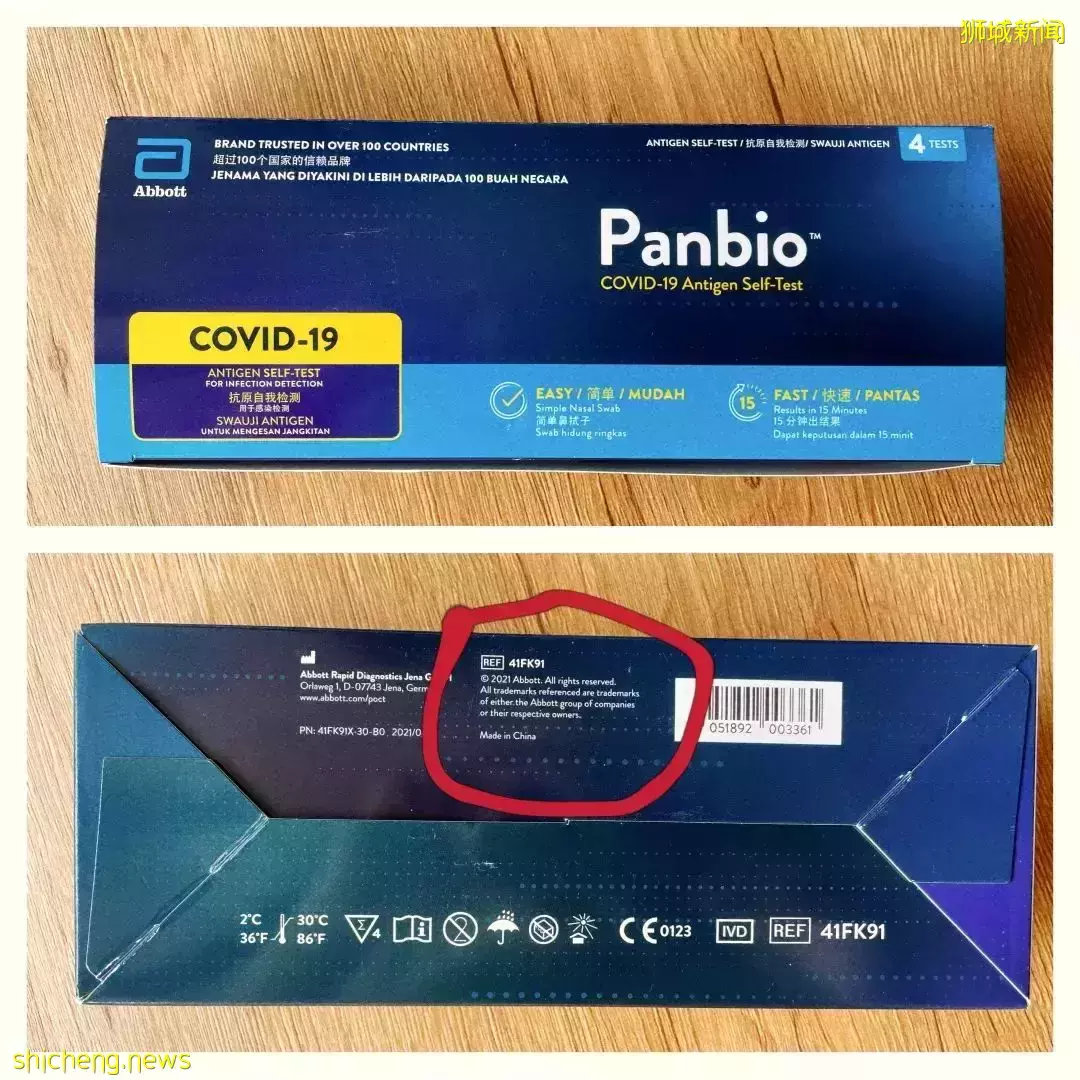 狮城新闻
Abbott
BRAND TRUSTED IN OVER 100 COUNTRIES
超过100个国家的信赖品牌
JENAMA YANG DIYAKINI DI LEBIH DARIPADA 100 BUAH NEGARA
ANTIGEN SELF-TEST / 抗原自我检测/ SWAUJI ANTIGEN
4 TESTS
Panbio™
COVID-19 Antigen Self-Test
COVID-19
ANTIGEN SELF-TEST
FOR INFECTION DETECTION
抗原自我检测
用于感染检测
SWAUJI ANTIGEN
UNTUK MENGESAN JANGKITAN
EASY / 简单 / MUDAH
Simple Nasal Swab
简单鼻拭子
Swab hidung ringkas
15
FAST / 快速 / PANTAS
Results in 15 Minutes
15 分钟出结果
Dapat keputusan dalam 15 minit
Abbott Rapid Diagnostics Jena
Orlaweg 1, D-07743 Jena,
www.abbott.com/poct
PN: 41FK91X-30-B0 2021/0
REF 41FK91
© 2021 Abbott. All rights reserved.
All trademarks referenced are trademarks
of either the Abbott group of companies
or their respective owners.
Made in China
051892 003361
2°C 30°C
36°F 86°F
4
2
CE 0123
IVD
REF 41FK91
shicheng.news